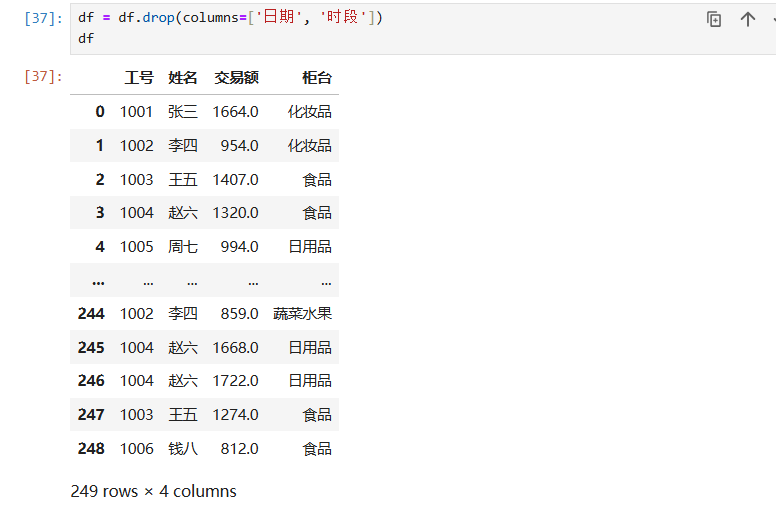 [37]: df = df.drop(columns=['日期', '时段'])
df
[37]: 工号 姓名 交易额 柜台
0 1001 张三 1664.0 化妆品
1 1002 李四 954.0 化妆品
2 1003 王五 1407.0 食品
3 1004 赵六 1320.0 食品
4 1005 周七 994.0 日用品
... ... ... ... ...
244 1002 李四 859.0 蔬菜水果
245 1004 赵六 1668.0 日用品
246 1004 赵六 1722.0 日用品
247 1003 王五 1274.0 食品
248 1006 钱八 812.0 食品
249 rows × 4 columns